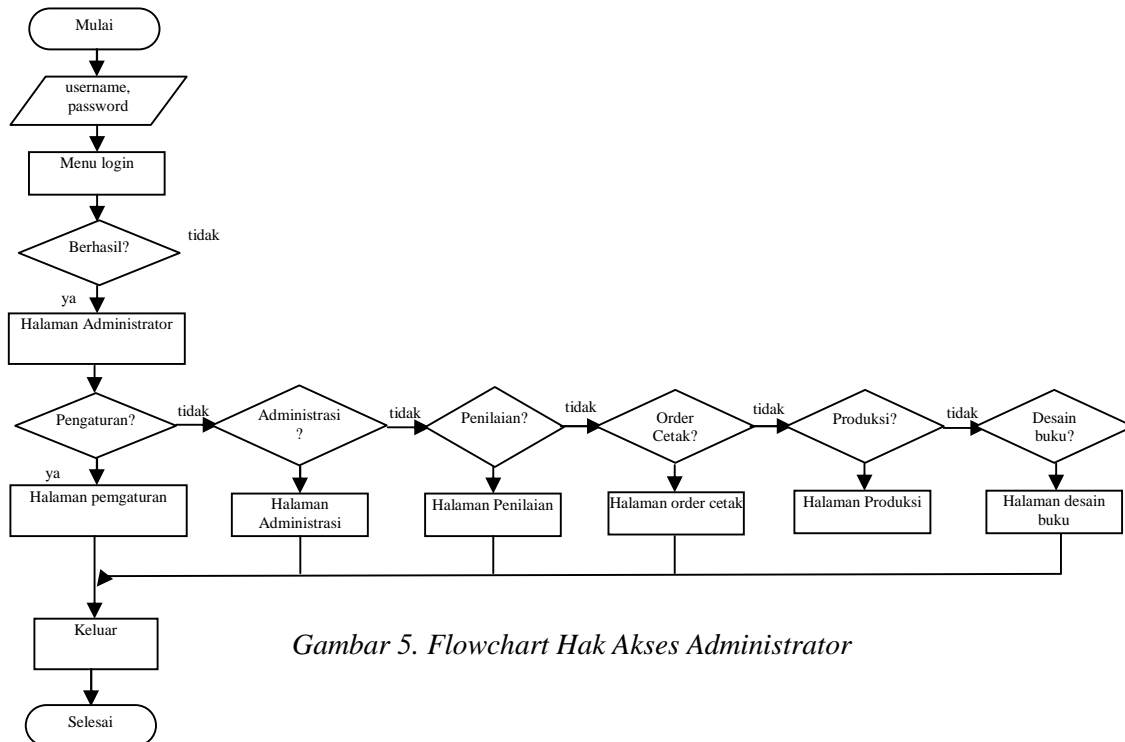 Mulai
username,
password
Menu login
Berhasil?
tidak
ya
Halaman Administrator
Pengaturan?
tidak
Administrasi
?
tidak
Penilaian?
tidak
Order
Cetak?
tidak
Produksi?
tidak
Desain
buku?
ya
Halaman pemgaturan
Halaman
Administrasi
Halaman Penilaian
Halaman order cetak
Halaman Produksi
Halaman desain
buku
Keluar
Gambar 5. Flowchart Hak Akses Administrator
Selesai